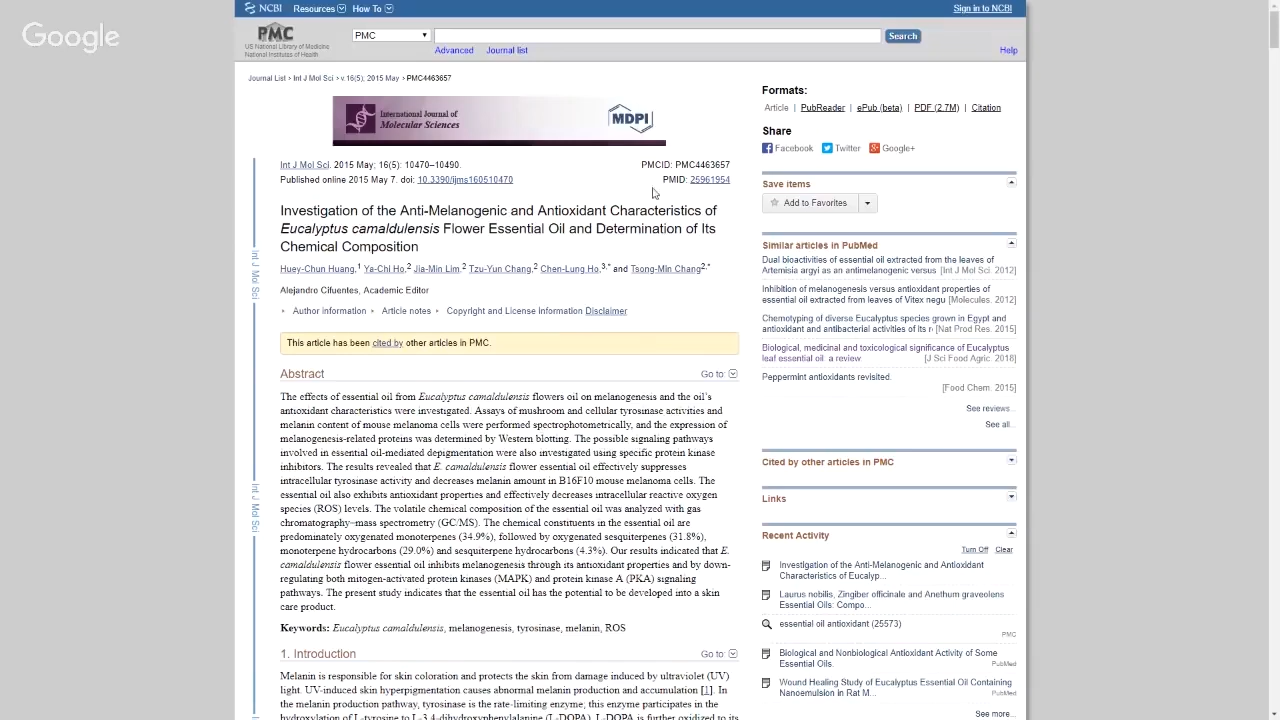 Google
NCBI Resources How To Sign in to NCBI
PMC
US National Library of Medicine
National Institutes of Health
PMC Search
Advanced Journal list Help
Journal List > Int J Mol Sci > v.16(5); 2015 May > PMC4463657
International Journal of
Molecular Sciences
MDPI
Int J Mol Sci. 2015 May; 16(5): 10470–10490. PMCID: PMC4463657
Published online 2015 May 7. doi: 10.3390/ijms160510470 PMID: 25961954
Investigation of the Anti-Melanogenic and Antioxidant Characteristics of
Eucalyptus camaldulensis Flower Essential Oil and Determination of Its
Chemical Composition
Huey-Chun Huang,1 Ya-Chi Ho,2 Jia-Min Lim,2 Tzu-Yun Chang,2 Chen-Lung Ho,3,* and Tsong-Min Chang2,*
Alejandro Cifuentes, Academic Editor
Author information Article notes Copyright and License information Disclaimer
This article has been cited by other articles in PMC.
Abstract Go to:
The effects of essential oil from Eucalyptus camaldulensis flowers oil on melanogenesis and the oil's
antioxidant characteristics were investigated. Assays of mushroom and cellular tyrosinase activities and
melanin content of mouse melanoma cells were performed spectrophotometrically, and the expression of
melanogenesis-related proteins was determined by Western blotting. The possible signaling pathways
involved in essential oil-mediated depigmentation were also investigated using specific protein kinase
inhibitors. The results revealed that E. camaldulensis flower essential oil effectively suppresses
intracellular tyrosinase activity and decreases melanin amount in B16F10 mouse melanoma cells. The
essential oil also exhibits antioxidant properties and effectively decreases intracellular reactive oxygen
species (ROS) levels. The volatile chemical composition of the essential oil was analyzed with gas
chromatography–mass spectrometry (GC/MS). The chemical constituents in the essential oil are
predominately oxygenated monoterpenes (34.9%), followed by oxygenated sesquiterpenes (31.8%),
monoterpene hydrocarbons (29.0%) and sesquiterpene hydrocarbons (4.3%). Our results indicated that E.
camaldulensis flower essential oil inhibits melanogenesis through its antioxidant properties and by down-
regulating both mitogen-activated protein kinases (MAPK) and protein kinase A (PKA) signaling
pathways. The present study indicates that the essential oil has the potential to be developed into a skin
care product.
Keywords: Eucalyptus camaldulensis, melanogenesis, tyrosinase, melanin, ROS
1. Introduction Go to:
Melanin is responsible for skin coloration and protects the skin from damage induced by ultraviolet (UV)
light. UV-induced skin hyperpigmentation causes abnormal melanin production and accumulation [1]. In
the melanin production pathway, tyrosinase is the rate-limiting enzyme; this enzyme participates in the
hydroxylation of L-tyrosine to L-3,4-dihydroxyphenylalanine (L-DOPA). L-DOPA is further oxidized to its
Int J Mol Sci
Int J Mol Sci
Formats:
Article | PubReader | ePub (beta) | PDF (2.7M) | Citation
Share
Facebook Twitter Google+
Save items
Add to Favorites
Similar articles in PubMed
Dual bioactivities of essential oil extracted from the leaves of
Artemisia argyi as an antimelanogenic versus [Int J Mol Sci. 2012]
Inhibition of melanogenesis versus antioxidant properties of
essential oil extracted from leaves of Vitex negu [Molecules. 2012]
Chemotyping of diverse Eucalyptus species grown in Egypt and
antioxidant and antibacterial activities of its r [Nat Prod Res. 2015]
Biological, medicinal and toxicological significance of Eucalyptus
leaf essential oil: a review. [J Sci Food Agric. 2018]
Peppermint antioxidants revisited.
[Food Chem. 2015]
See reviews...
See all...
Cited by other articles in PMC
Links
Recent Activity
Turn Off Clear
Investigation of the Anti-Melanogenic and Antioxidant
Characteristics of Eucalyp...
Laurus nobilis, Zingiber officinale and Anethum graveolens
Essential Oils: Compo...
essential oil antioxidant (25573)
PMC
Biological and Nonbiological Antioxidant Activity of Some
Essential Oils.
PubMed
Wound Healing Study of Eucalyptus Essential Oil Containing
Nanoemulsion in Rat M...
PubMed
See more...